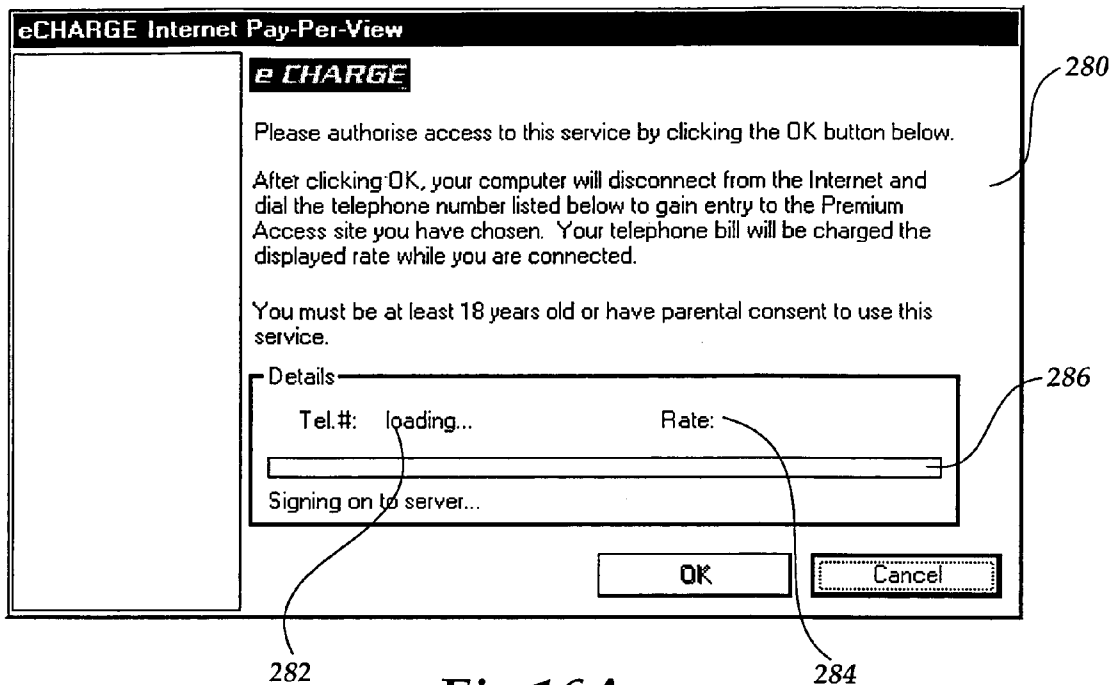 eCHARGE Internet Pay-Per-View
e CHARGE
280
Please authorise access to this service by clicking the OK button below.
After clicking OK, your computer will disconnect from the Internet and
dial the telephone number listed below to gain entry to the Premium
Access site you have chosen. Your telephone bill will be charged the
displayed rate while you are connected.
You must be at least 18 years old or have parental consent to use this
service.
Details
286
Tel.#: loading... Rate:
Signing on to server...
OK Cancel
282 284
Fig. 16A